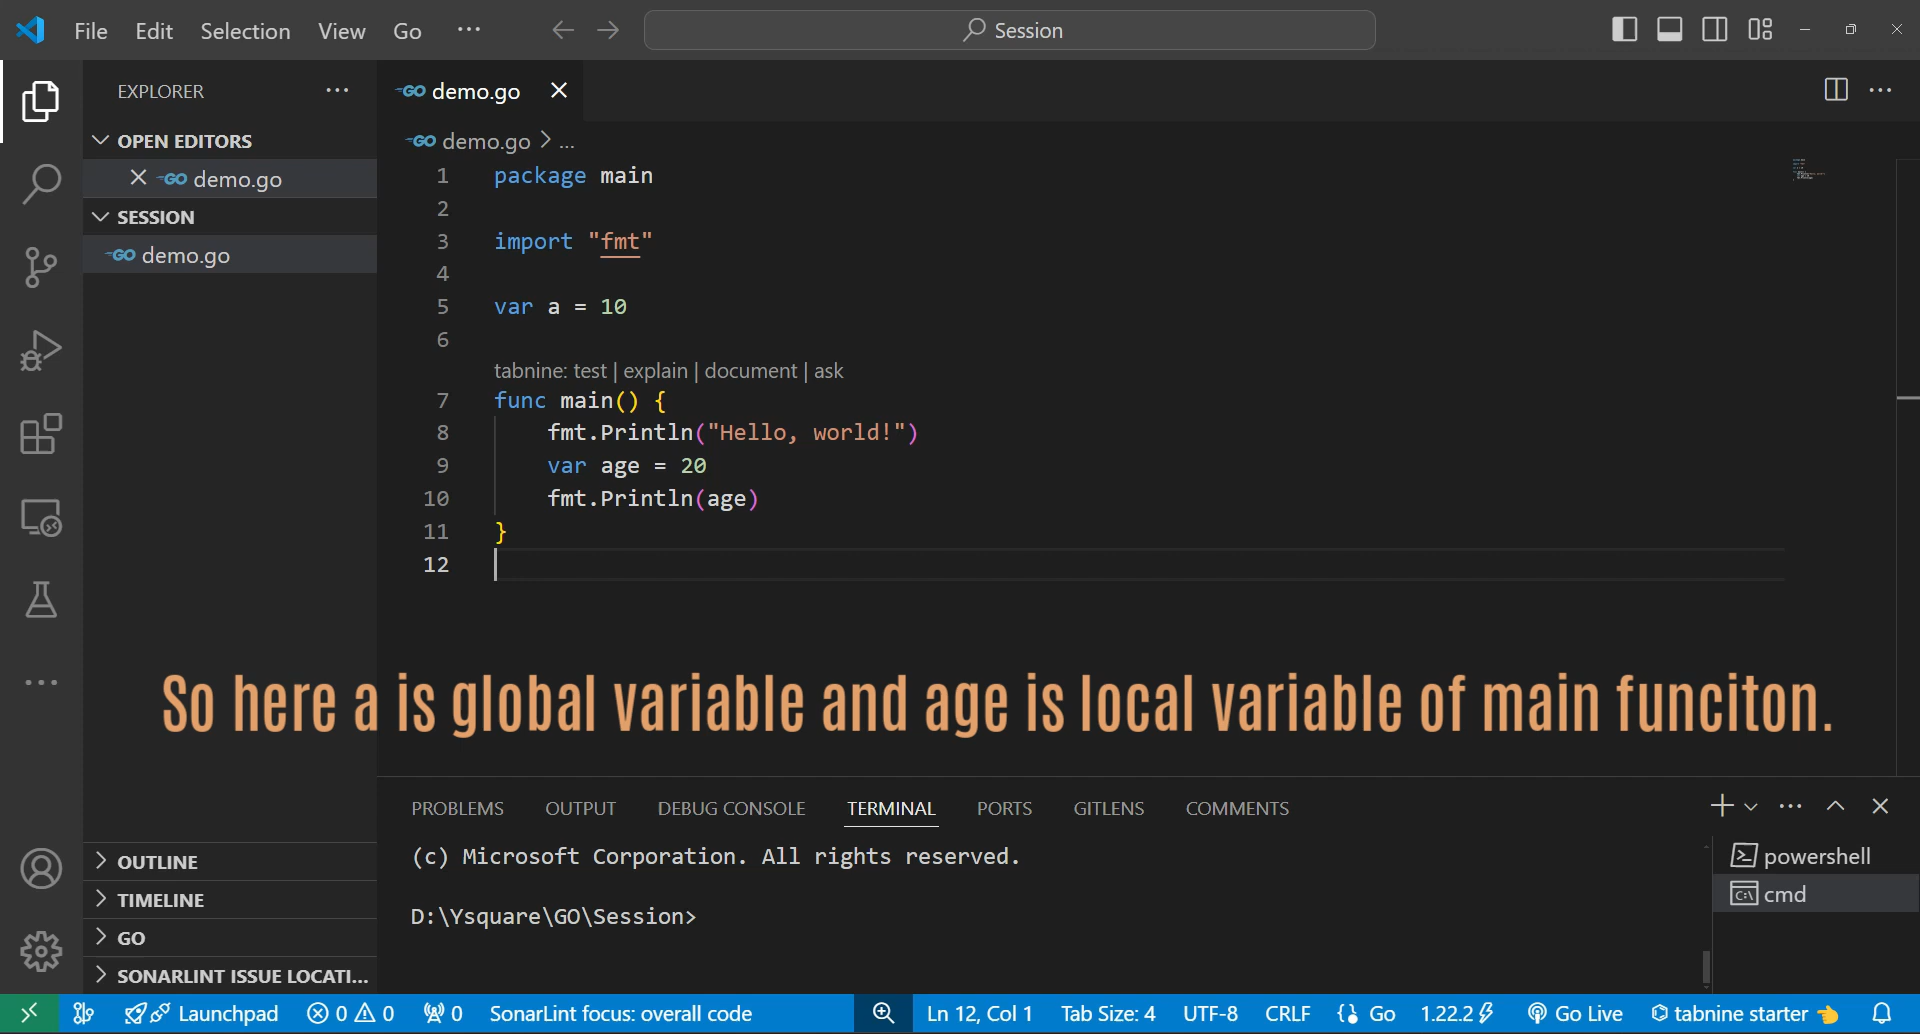 File Edit Selection View Go ··· Session
EXPLORER ···
OPEN EDITORS
demo.go
SESSION
demo.go
demo.go
demo.go > ...
1 package main
2
3 import "fmt"
4
5 var a = 10
6
tabnine: test | explain | document | ask
7 func main() {
8 fmt.Println("Hello, world!")
9 var age = 20
10 fmt.Println(age)
11 }
12
So here a is global variable and age is local variable of main funciton.
PROBLEMS OUTPUT DEBUG CONSOLE TERMINAL PORTS GITLENS COMMENTS
(c) Microsoft Corporation. All rights reserved.
D:\Ysquare\GO\Session>
powershell
cmd
OUTLINE
TIMELINE
GO
SONARLINT ISSUE LOCATI...
Launchpad 0 0 0 SonarLint focus: overall code Ln 12, Col 1 Tab Size: 4 UTF-8 CRLF Go 1.22.2 Go Live tabnine starter